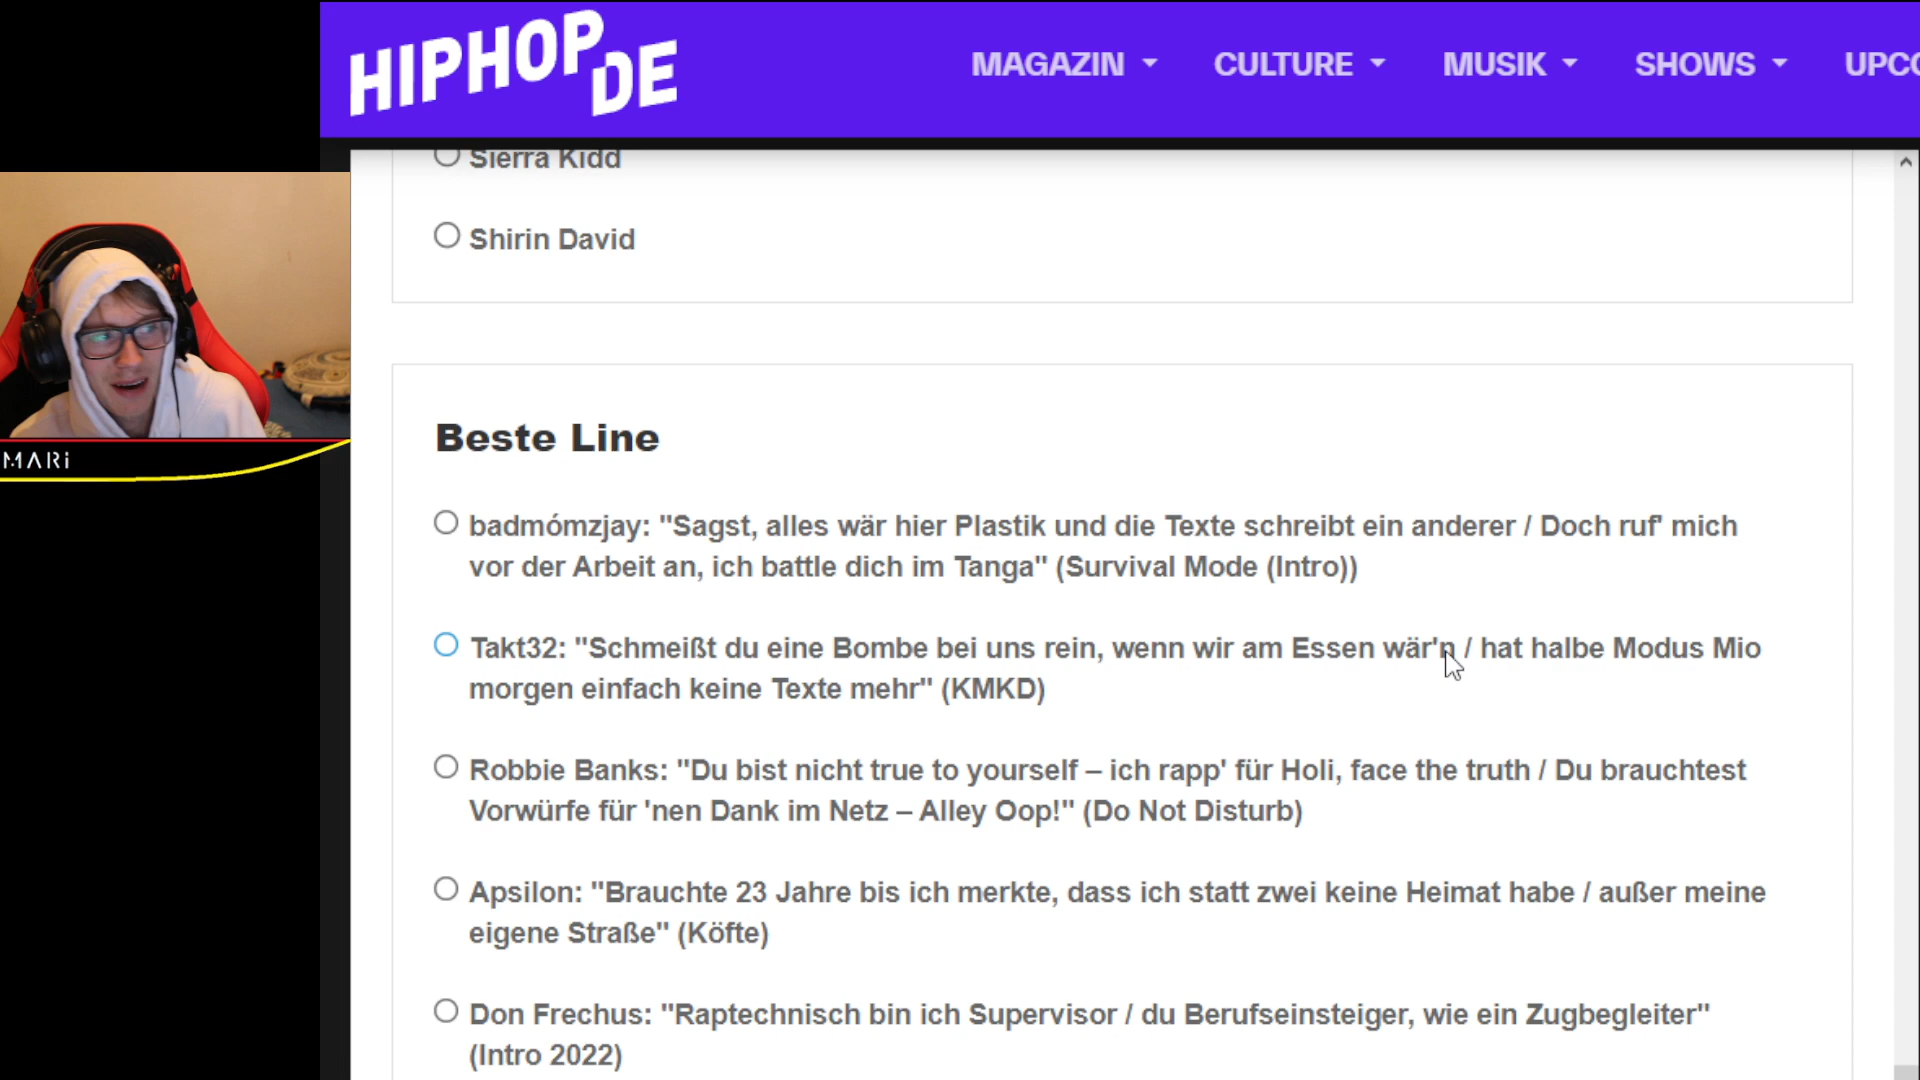 HIPHOP.DE
MAGAZIN
CULTURE
MUSIK
SHOWS
Sierra Kidd
Shirin David
MARi
Beste Line
badmómzjay: "Sagst, alles wär hier Plastik und die Texte schreibt ein anderer / Doch ruf' mich
vor der Arbeit an, ich battle dich im Tanga" (Survival Mode (Intro))
Takt32: "Schmeißt du eine Bombe bei uns rein, wenn wir am Essen wär'n / hat halbe Modus Mio
morgen einfach keine Texte mehr" (KMKD)
Robbie Banks: "Du bist nicht true to yourself – ich rapp' für Holi, face the truth / Du brauchtest
Vorwürfe für 'nen Dank im Netz – Alley Oop!" (Do Not Disturb)
Apsilon: "Brauchte 23 Jahre bis ich merkte, dass ich statt zwei keine Heimat habe / außer meine
eigene Straße" (Köfte)
Don Frechus: "Raptechnisch bin ich Supervisor / du Berufseinsteiger, wie ein Zugbegleiter"
(Intro 2022)